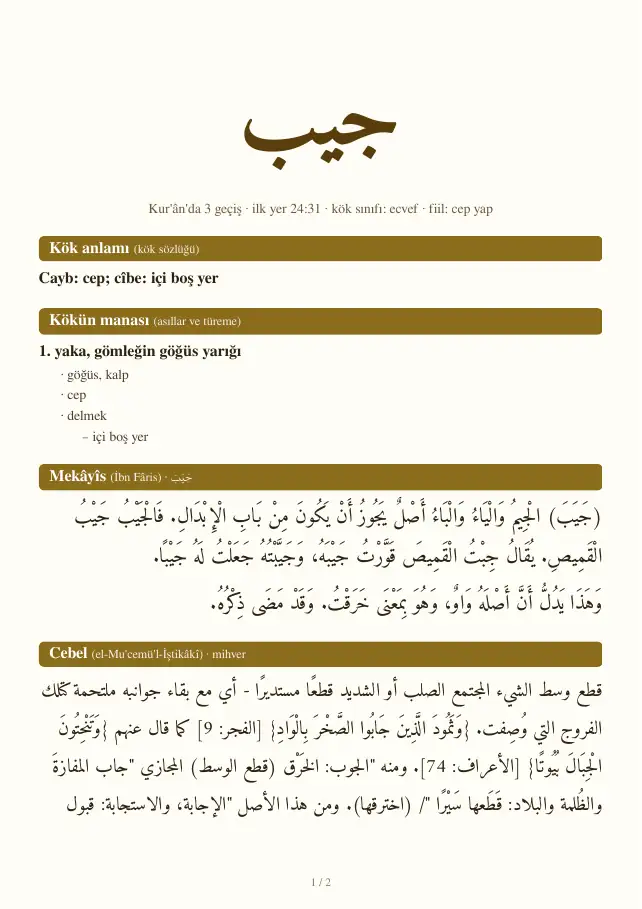 جيب
Kur'ân'da 3 geçiş · ilk yer 24:31 · kök sınıfı: ecvef · fiil: cep yap
Kök anlamı (kök sözlüğü)
Cayb: cep; cîbe: içi boş yer
Kökün manası (asıllar ve türeme)
1. yaka, gömleğin göğüs yarığı
· göğüs, kalp
· cep
· delmek
– içi boş yer
Mekâyîs (İbn Fâris) · جَيَبَ
(جَيَبَ) الْجِيمُ وَالْيَاءُ وَالْبَاءُ أَصْلٌ يَجُوزُ أَنْ يَكُونَ مِنْ بَابِ الْإِبْدَالِ. فَالْجَيْبُ جَيْبُ
الْقَمِيصِ. يُقَالُ جِبْتُ الْقَمِيصَ قَوَّرْتُ جَيْبَهُ، وَجَيَّبْتُهُ جَعَلْتُ لَهُ جَيْبًا.
وَهَذَا يَدُلُّ أَنَّ أَصْلَهُ وَاوٌ، وَهُوَ بِمَعْنَى خَرَقْتُ. وَقَدْ مَضَى ذِكْرُهُ.
Cebel (el-Mu'cemü'l-İştikâkî) · mihver
قطع وسط الشيء المجتمع الصلب أو الشديد قطعًا مستديرًا - أي مع بقاء جوانبه ملتحمة كتلك
الفروج التي وُصِفت. {وَثَمُودَ الَّذِينَ جَابُوا الصَّخْرَ بِالْوَادِ} [الفجر: 9] كما قال عنهم {وَتَنْحِتُونَ
الْجِبَالَ بُيُوتًا} [الأعراف: 74]. ومنه "الجوب: الخَرْق (قطع الوسط) المجازي "جاب المفازةَ
والظُلمة والبلاد: قَطَعها سَيْرًا "/ (اخترقها). ومن هذا الأصل "الإجابة، والاستجابة: قبول
1 / 2